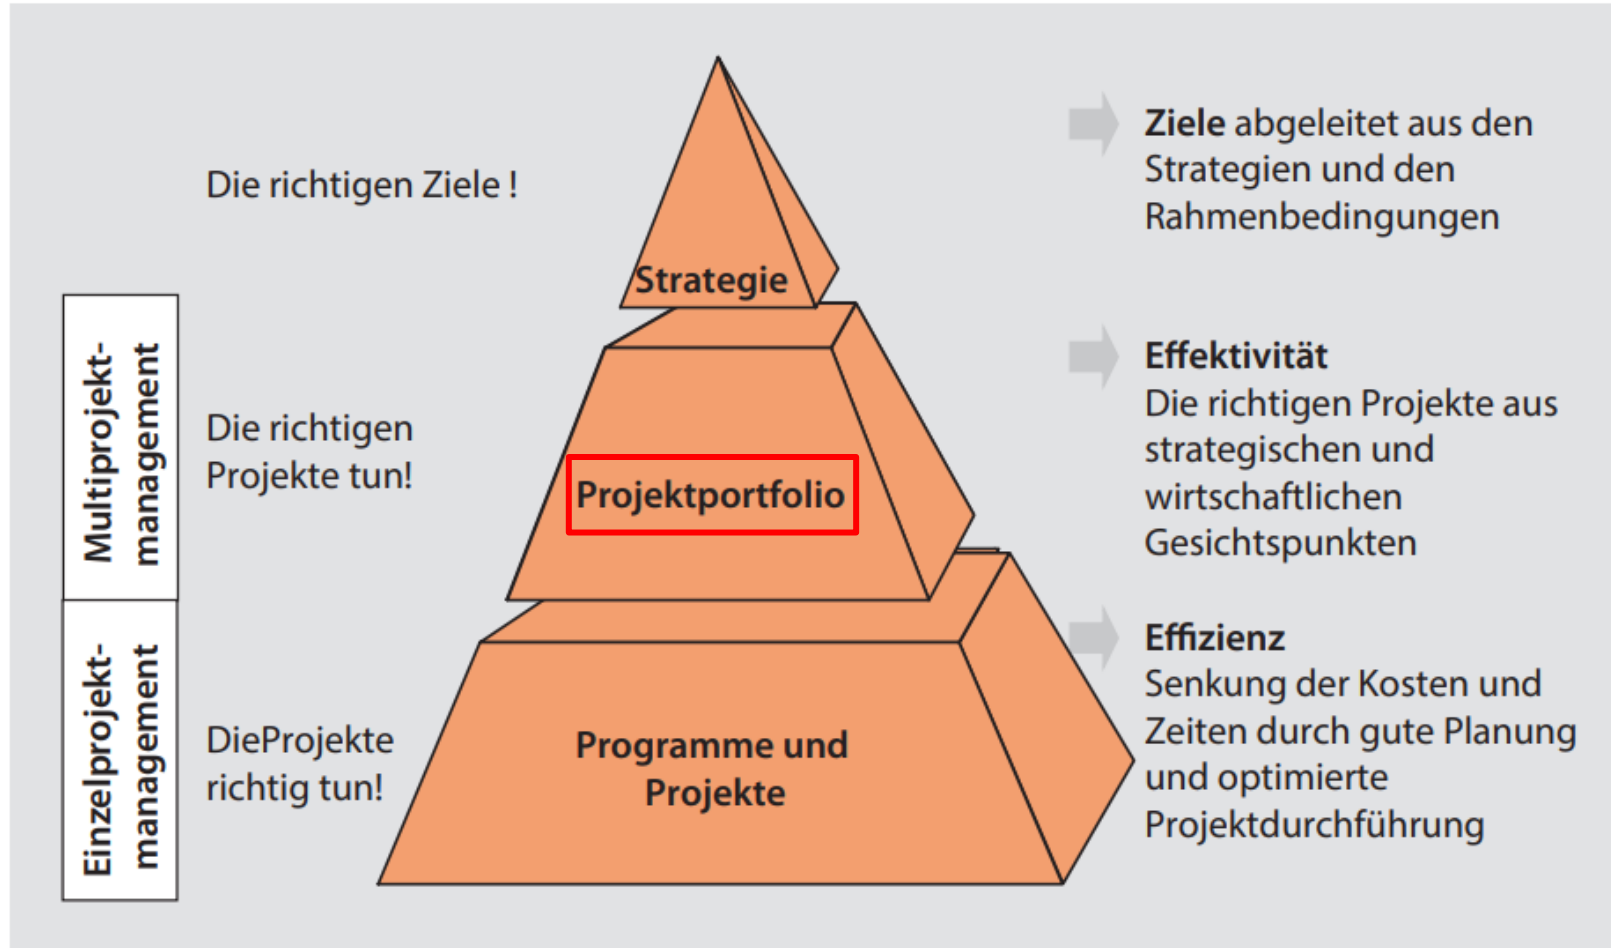 Die richtigen Ziele !
Strategie
Ziele abgeleitet aus den
Strategien und den
Rahmenbedingungen
Multiprojekt-
management
Die richtigen
Projekte tun!
Projektportfolio
Effektivität
Die richtigen Projekte aus
strategischen und
wirtschaftlichen
Gesichtspunkten
Einzelprojekt-
management
DieProjekte
richtig tun!
Programme und
Projekte
Effizienz
Senkung der Kosten und
Zeiten durch gute Planung
und optimierte
Projektdurchführung